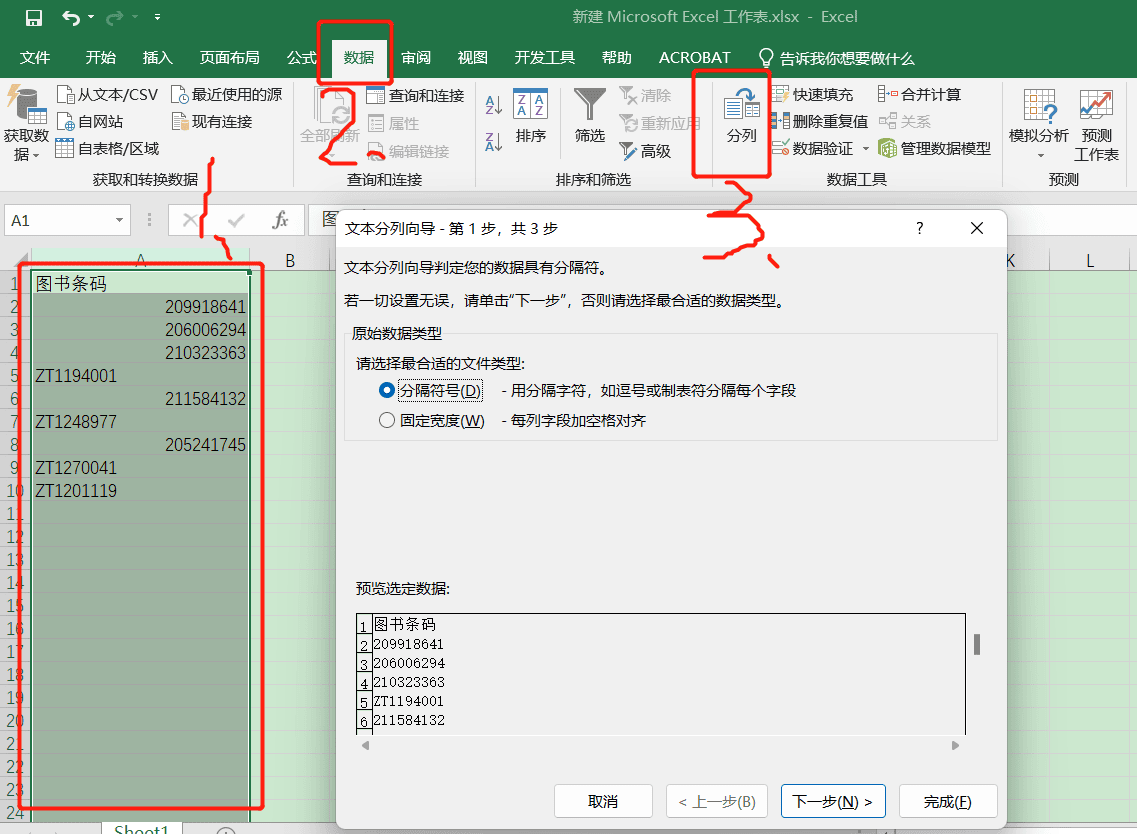 新建 Microsoft Excel 工作表.xlsx - Excel
文件 开始 插入 页面布局 公式 数据 审阅 视图 开发工具 帮助 ACROBAT 告诉我你想要做什么
获取数据
从文本/CSV
自网站
自表格/区域
最近使用的源
现有连接
获取和转换数据
全部刷新
查询和连接
属性
编辑链接
查询和连接
排序
筛选
清除
重新应用
高级
排序和筛选
分列
快速填充
删除重复值
数据验证
合并计算
关系
管理数据模型
数据工具
模拟分析
预测
工作表
预测
1、
2、
3、
A1
fx
图
A B K L
1 图书条码
2 209918641
3 206006294
4 210323363
5 ZT1194001
6 211584132
7 ZT1248977
8 205241745
9 ZT1270041
10 ZT1201119
11
12
13
14
15
16
17
18
19
20
21
22
23
24
Sheet1
文本分列向导 - 第 1 步，共 3 步 ?
文本分列向导判定您的数据具有分隔符。
若一切设置无误，请单击“下一步”，否则请选择最合适的数据类型。
原始数据类型
请选择最合适的文件类型:
分隔符号(D) - 用分隔字符，如逗号或制表符分隔每个字段
固定宽度(W) - 每列字段加空格对齐
预览选定数据:
1 图书条码
2 209918641
3 206006294
4 210323363
5 ZT1194001
6 211584132
取消 < 上一步(B) 下一步(N) > 完成(F)